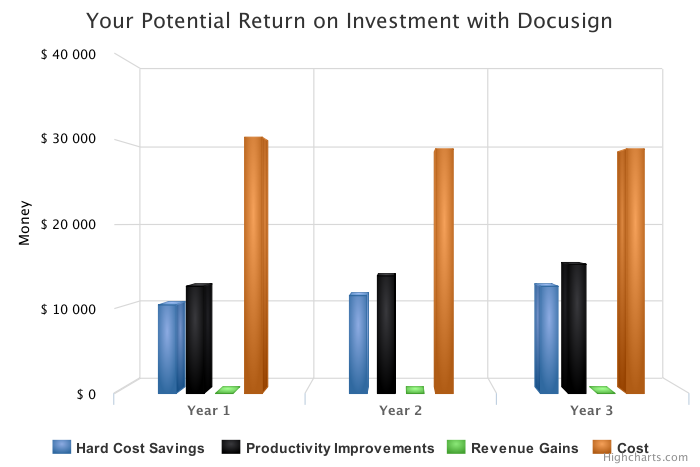 Your Potential Return on Investment with Docusign
$ 40 000
$ 30 000
$ 20 000
$ 10 000
$ 0
Money
Year 1 Year 2 Year 3
Hard Cost Savings Productivity Improvements Revenue Gains Cost
Highcharts.com